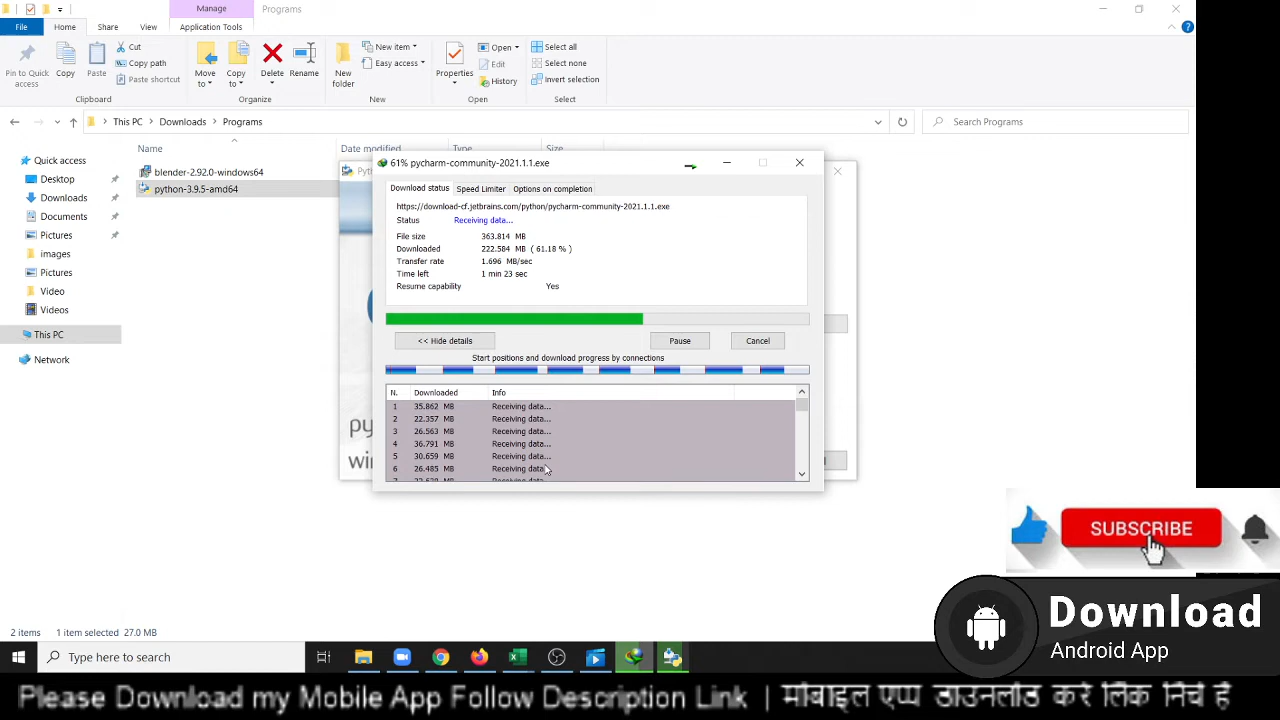 Manage
Programs
File
Home
Share
View
Application Tools
Pin to Quick access
Copy
Paste
Cut
Copy path
Paste shortcut
Clipboard
Move to
Copy to
Delete
Rename
Organize
New folder
New item
Easy access
New
Properties
Open
Edit
History
Open
Select all
Select none
Invert selection
Select
This PC > Downloads > Programs
Search Programs
Name
Date modified
Type
Size
Quick access
Desktop
Downloads
Documents
Pictures
images
Pictures
Video
Videos
This PC
Network
blender-2.92.0-windows64
python-3.9.5-amd64
61% pycharm-community-2021.1.1.exe
Download status
Speed Limiter
Options on completion
https://download-cf.jetbrains.com/python/pycharm-community-2021.1.1.exe
Status Receiving data...
File size 363.814 MB
Downloaded 222.584 MB ( 61.18 % )
Transfer rate 1.696 MB/sec
Time left 1 min 23 sec
Resume capability Yes
<< Hide details
Pause
Cancel
Start positions and download progress by connections
N. Downloaded Info
1 35.862 MB Receiving data...
2 22.357 MB Receiving data...
3 26.563 MB Receiving data...
4 36.791 MB Receiving data...
5 30.659 MB Receiving data...
6 26.485 MB Receiving data...
py
win
SUBSCRIBE
Download
Android App
2 items 1 item selected 27.0 MB
Type here to search
Please Download my Mobile App Follow Description Link | मोबाइल एप्प डाउनलोड करे लिंक निचे है